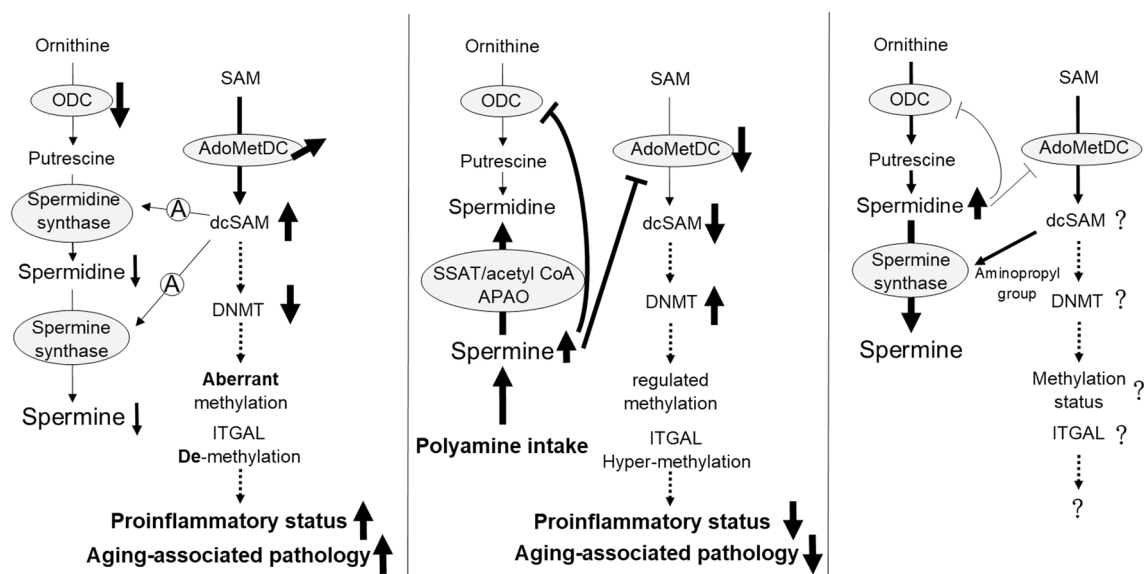 Ornithine
SAM
ODC
AdoMetDC
Putrescine
Spermidine
synthase
A
dcSAM
Spermidine
A
DNMT
Spermine
synthase
Aberrant
methylation
Spermine
ITGAL
De-methylation
Proinflammatory status
Aging-associated pathology
Ornithine
SAM
ODC
AdoMetDC
Putrescine
Spermidine
dcSAM
SSAT/acetyl CoA
APAO
DNMT
Spermine
regulated
methylation
Polyamine intake
ITGAL
Hyper-methylation
Proinflammatory status
Aging-associated pathology
Ornithine
SAM
ODC
AdoMetDC
Putrescine
Spermidine
dcSAM ?
Spermine
synthase
Aminopropyl
group
DNMT ?
Spermine
Methylation
status ?
ITGAL ?
?